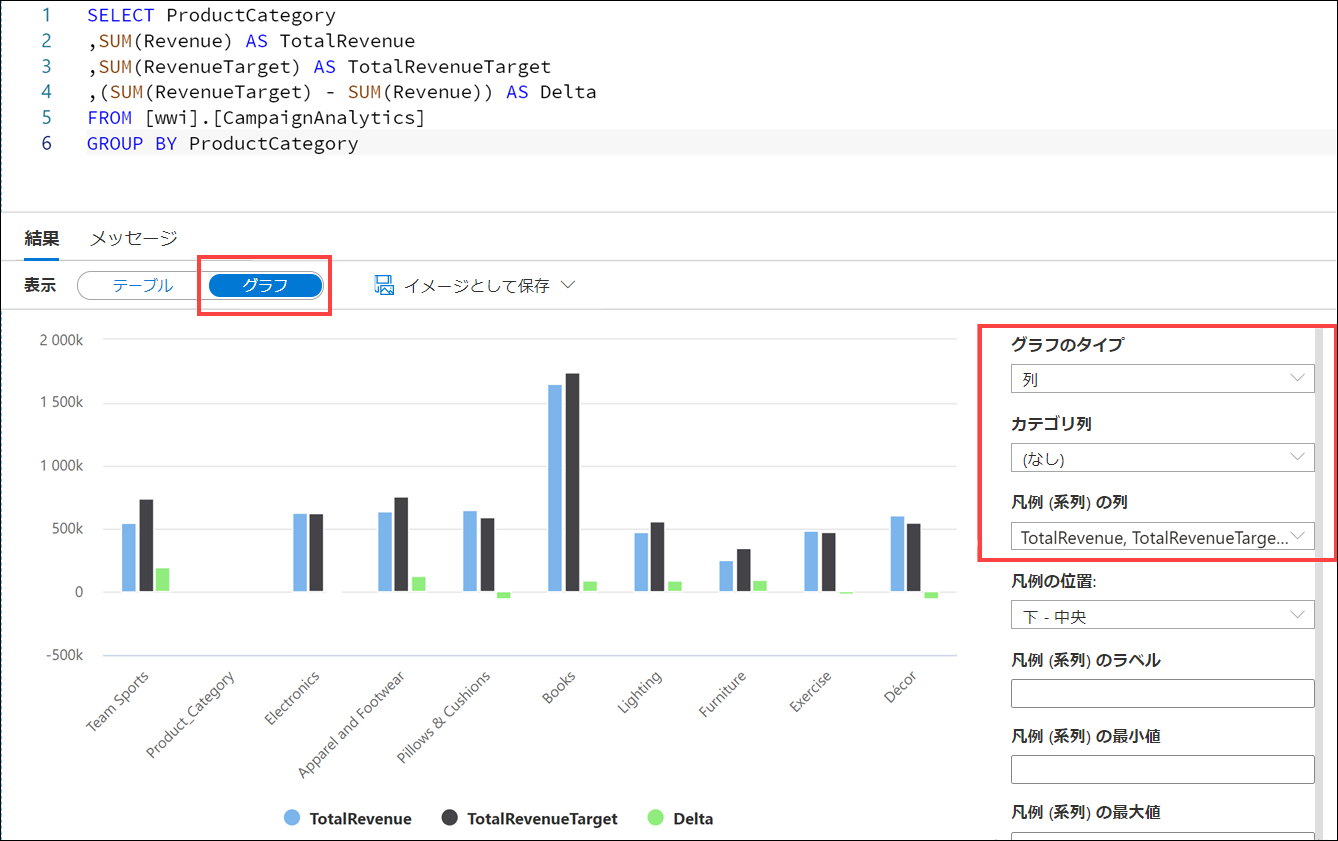 1 SELECT ProductCategory
2 ,SUM(Revenue) AS TotalRevenue
3 ,SUM(RevenueTarget) AS TotalRevenueTarget
4 ,(SUM(RevenueTarget) - SUM(Revenue)) AS Delta
5 FROM [wwi].[CampaignAnalytics]
6 GROUP BY ProductCategory
結果 メッセージ
表示 テーブル グラフ イメージとして保存
2 000k
1 500k
1 000k
500k
0
-500k
Team Sports
Product_Category
Electronics
Apparel and Footwear
Pillows & Cushions
Books
Lighting
Furniture
Exercise
Décor
TotalRevenue TotalRevenueTarget Delta
グラフのタイプ
列
カテゴリ列
(なし)
凡例 (系列) の列
TotalRevenue, TotalRevenueTarge...
凡例の位置:
下 - 中央
凡例 (系列) のラベル
凡例 (系列) の最小値
凡例 (系列) の最大値